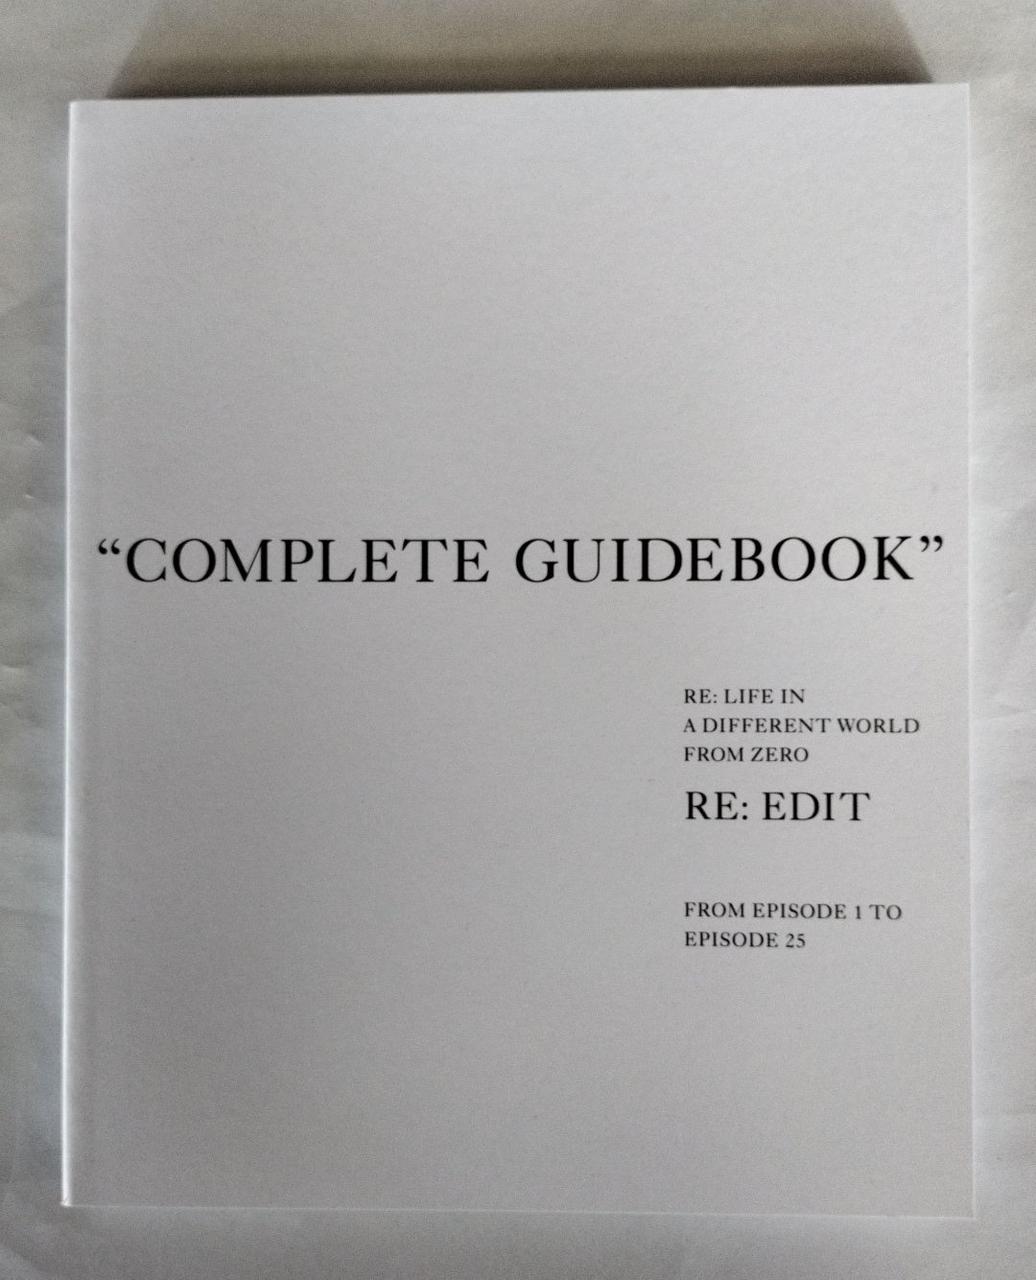 “COMPLETE GUIDEBOOK”
RE: LIFE IN
A DIFFERENT WORLD
FROM ZERO
RE: EDIT
FROM EPISODE 1 TO
EPISODE 25